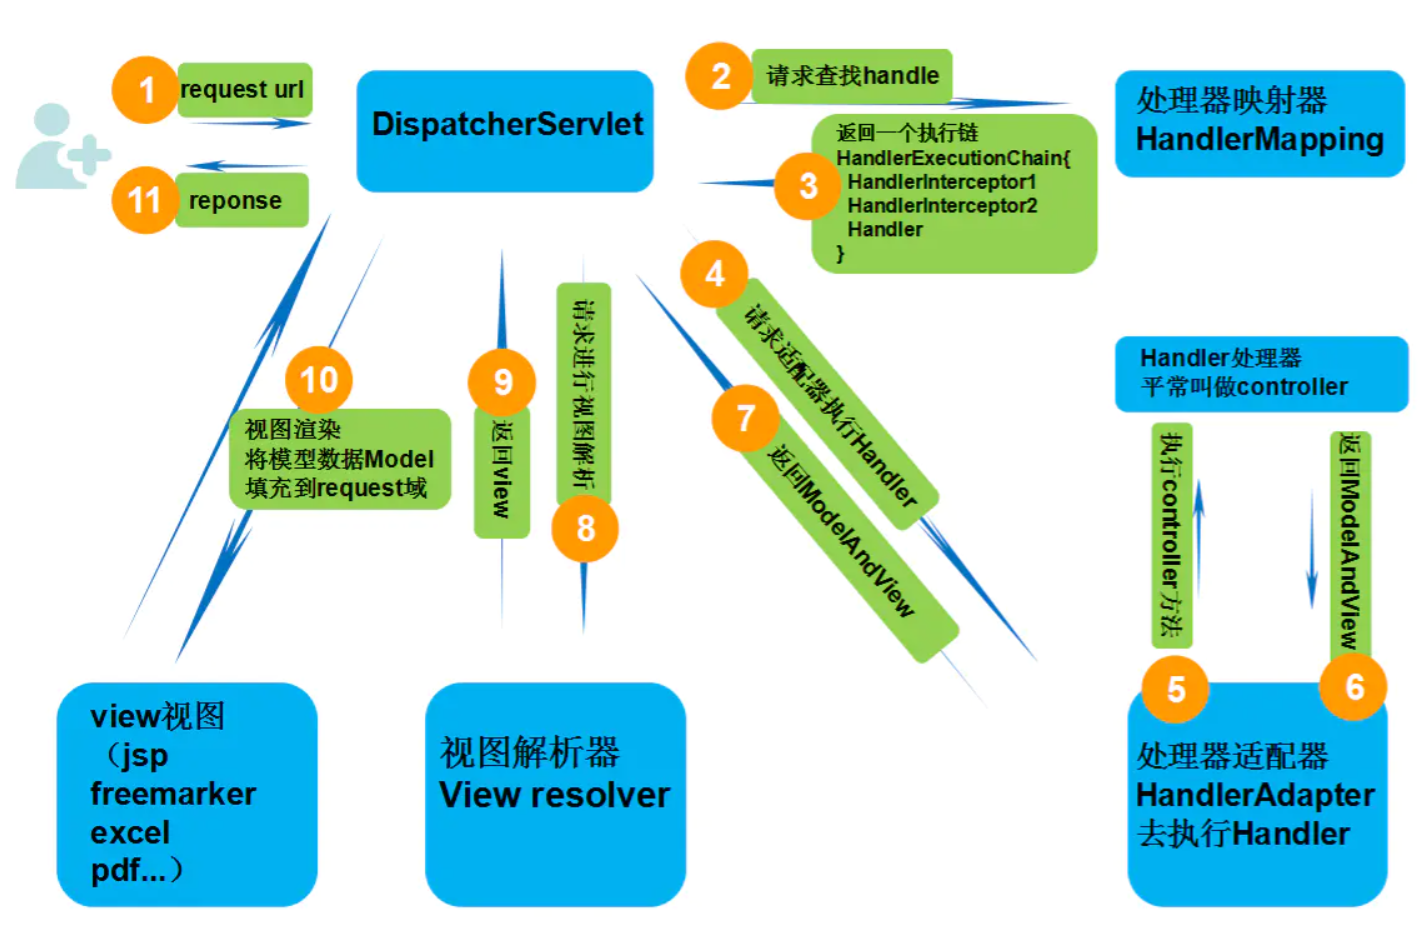 1
request url
11
reponse
DispatcherServlet
2
请求查找handle
处理器映射器
HandlerMapping
3
返回一个执行链
HandlerExecutionChain{
HandlerInterceptor1
HandlerInterceptor2
Handler
}
4
请求适配器执行Handler
7
返回ModelAndView
Handler处理器
平常叫做controller
执行controller方法
5
返回ModelAndView
6
处理器适配器
HandlerAdapter
去执行Handler
请求进行视图解析
8
9
返回view
10
视图渲染
将模型数据Model
填充到request域
view视图
（jsp
freemarker
excel
pdf...）
视图解析器
View resolver